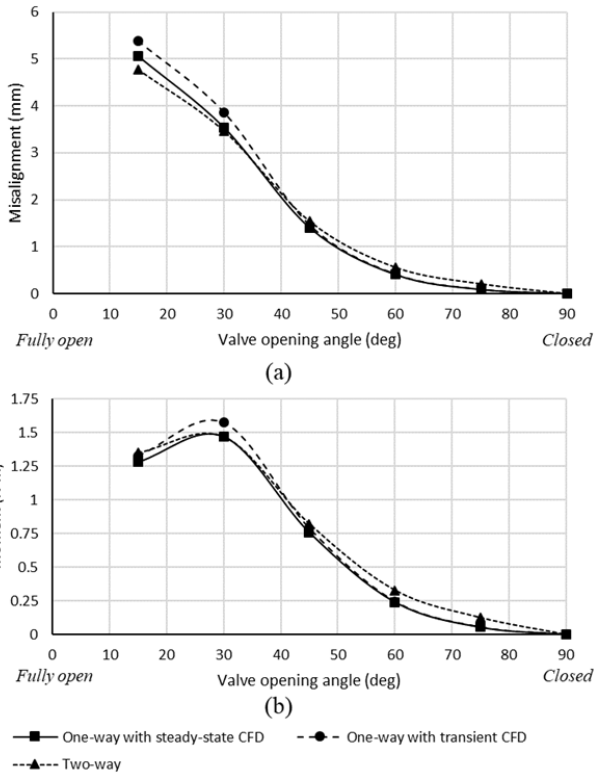 6
5
4
3
2
1
0
Misalignment (mm)
0 10 20 30 40 50 60 70 80 90
Fully open Valve opening angle (deg) Closed
(a)
1.75
1.5
1.25
1
0.75
0.5
0.25
0
0 10 20 30 40 50 60 70 80 90
Fully open Valve opening angle (deg) Closed
(b)
One-way with steady-state CFD One-way with transient CFD
Two-way